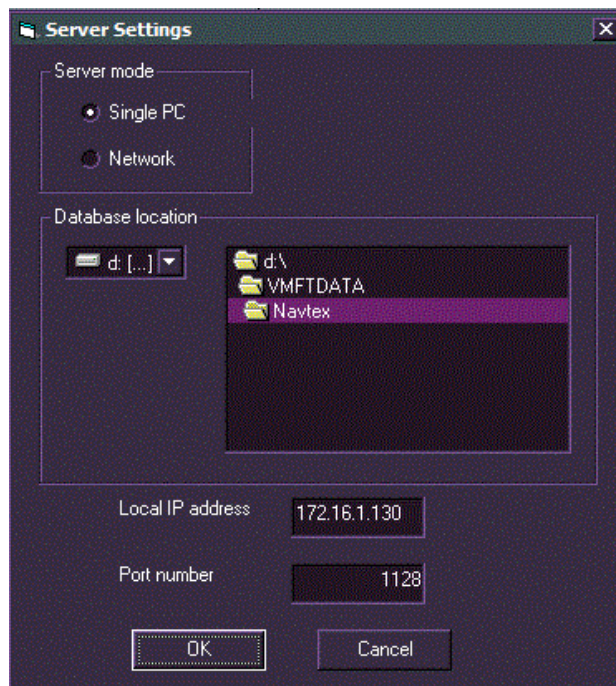 Server Settings
Server mode
Single PC
Network
Database location
d: [...]
d:\
VMFTDATA
Navtex
Local IP address
172.16.1.130
Port number
1128
OK
Cancel